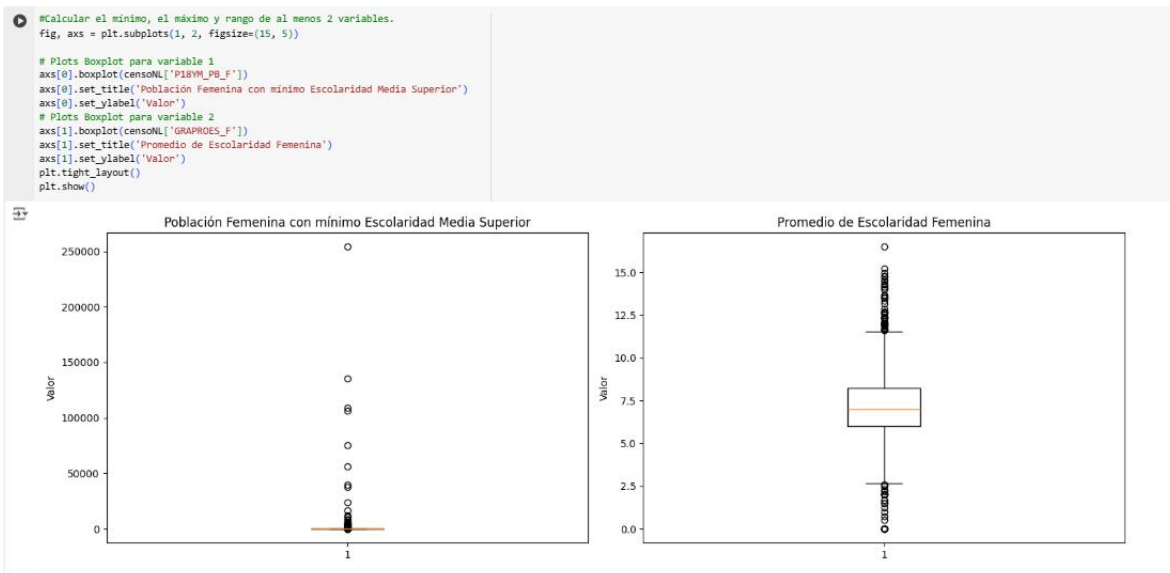 #Calcular el mínimo, el máximo y rango de al menos 2 variables.
fig, axs = plt.subplots(1, 2, figsize=(15, 5))
# Plots Boxplot para variable 1
axs[0].boxplot(censoNL['P18YM_PB_F'])
axs[0].set_title('Población Femenina con mínimo Escolaridad Media Superior')
axs[0].set_ylabel('Valor')
# Plots Boxplot para variable 2
axs[1].boxplot(censoNL['GRAPROES_F'])
axs[1].set_title('Promedio de Escolaridad Femenina')
axs[1].set_ylabel('Valor')
plt.tight_layout()
plt.show()
Población Femenina con mínimo Escolaridad Media Superior
250000
200000
150000
100000
50000
0
Valor
1
Promedio de Escolaridad Femenina
15.0
12.5
10.0
7.5
5.0
2.5
0.0
Valor
1